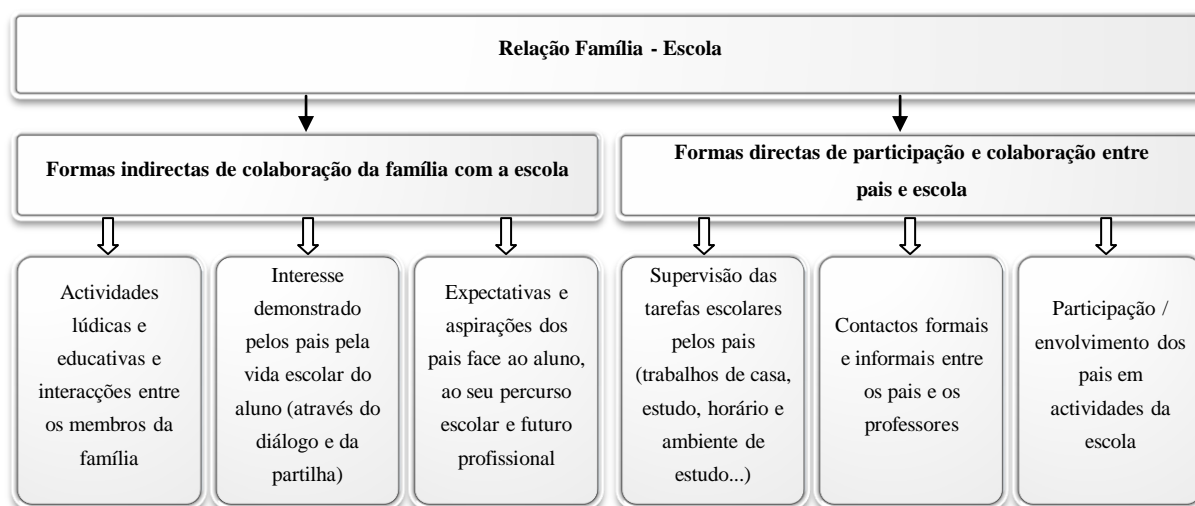 Relação Família - Escola
Formas indirectas de colaboração da família com a escola
Formas directas de participação e colaboração entre
pais e escola
Actividades
lúdicas e
educativas e
interacções entre
os membros da
família
Interesse
demonstrado
pelos pais pela
vida escolar do
aluno (através do
diálogo e da
partilha)
Expectativas e
aspirações dos
pais face ao aluno,
ao seu percurso
escolar e futuro
profissional
Supervisão das
tarefas escolares
pelos pais
(trabalhos de casa,
estudo, horário e
ambiente de
estudo...)
Contactos formais
e informais entre
os pais e os
professores
Participação /
envolvimento dos
pais em
actividades da
escola